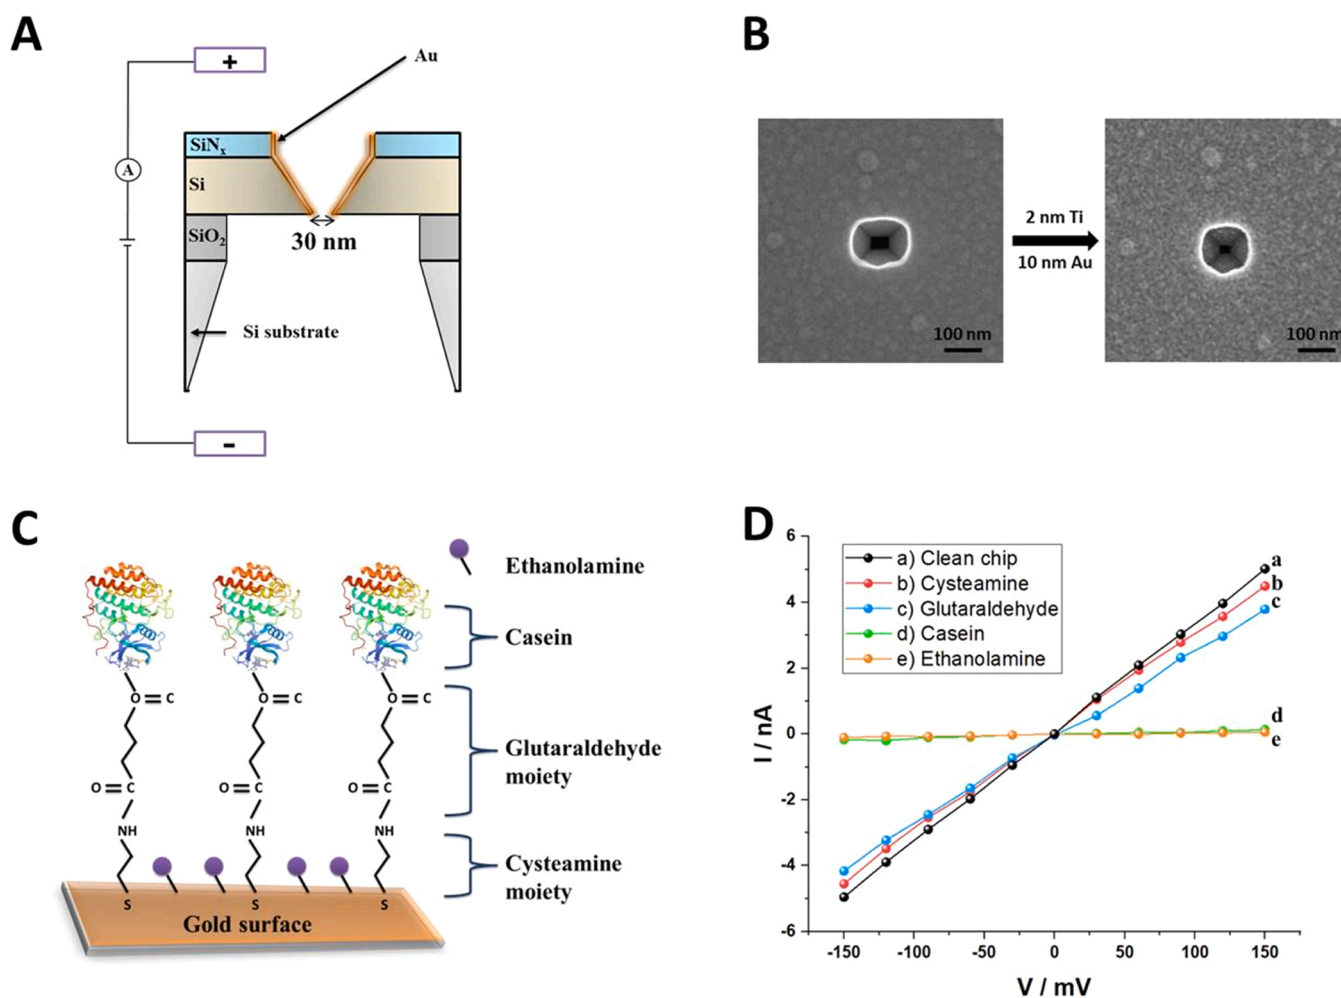 A
+
Au
SiNx
A
Si
SiO2
30 nm
Si substrate
-
B
2 nm Ti
10 nm Au
100 nm
100 nm
C
Ethanolamine
Casein
O=C O=C O=C
Glutaraldehyde
moiety
O=C O=C O=C
NH NH NH
Cysteamine
moiety
S S S
Gold surface
D
a) Clean chip
b) Cysteamine
c) Glutaraldehyde
d) Casein
e) Ethanolamine
a
b
c
d
e
I / nA
6
4
2
0
-2
-4
-6
-150 -100 -50 0 50 100 150
V / mV